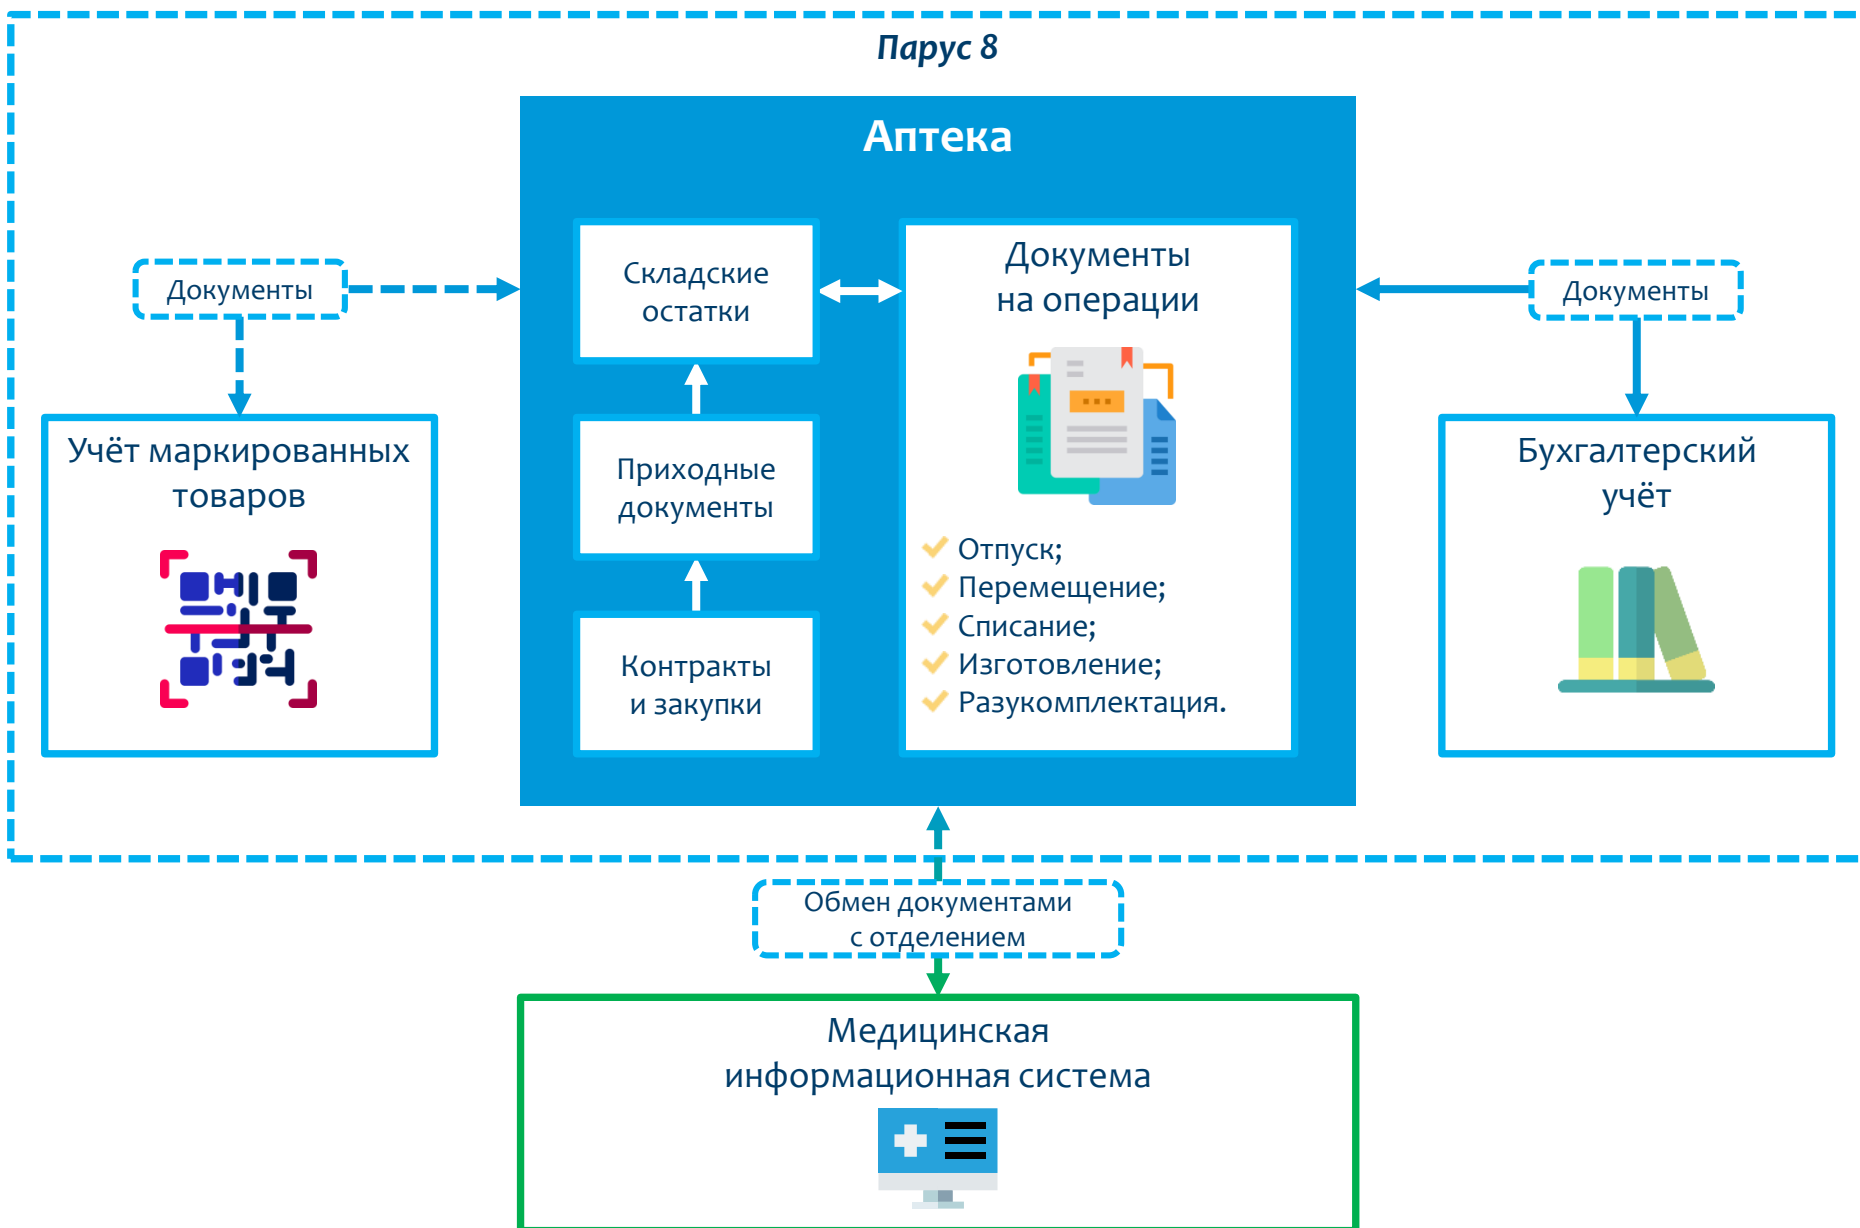 Парус 8
Аптека
Документы
Складские
остатки
Документы
на операции
Документы
Учёт маркированных
товаров
Приходные
документы
Бухгалтерский
учёт
Отпуск;
Перемещение;
Списание;
Изготовление;
Разукомплектация.
Контракты
и закупки
Обмен документами
с отделением
Медицинская
информационная система